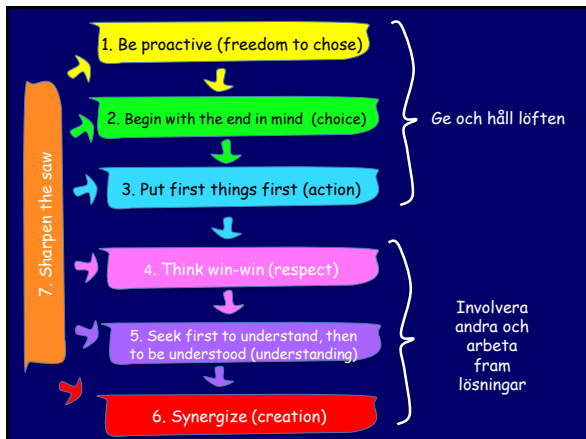 1. Be proactive (freedom to chose)
2. Begin with the end in mind (choice)
3. Put first things first (action)
Ge och håll löften
7. Sharpen the saw
4. Think win-win (respect)
5. Seek first to understand, then
to be understood (understanding)
6. Synergize (creation)
Involvera
andra och
arbeta
fram
lösningar